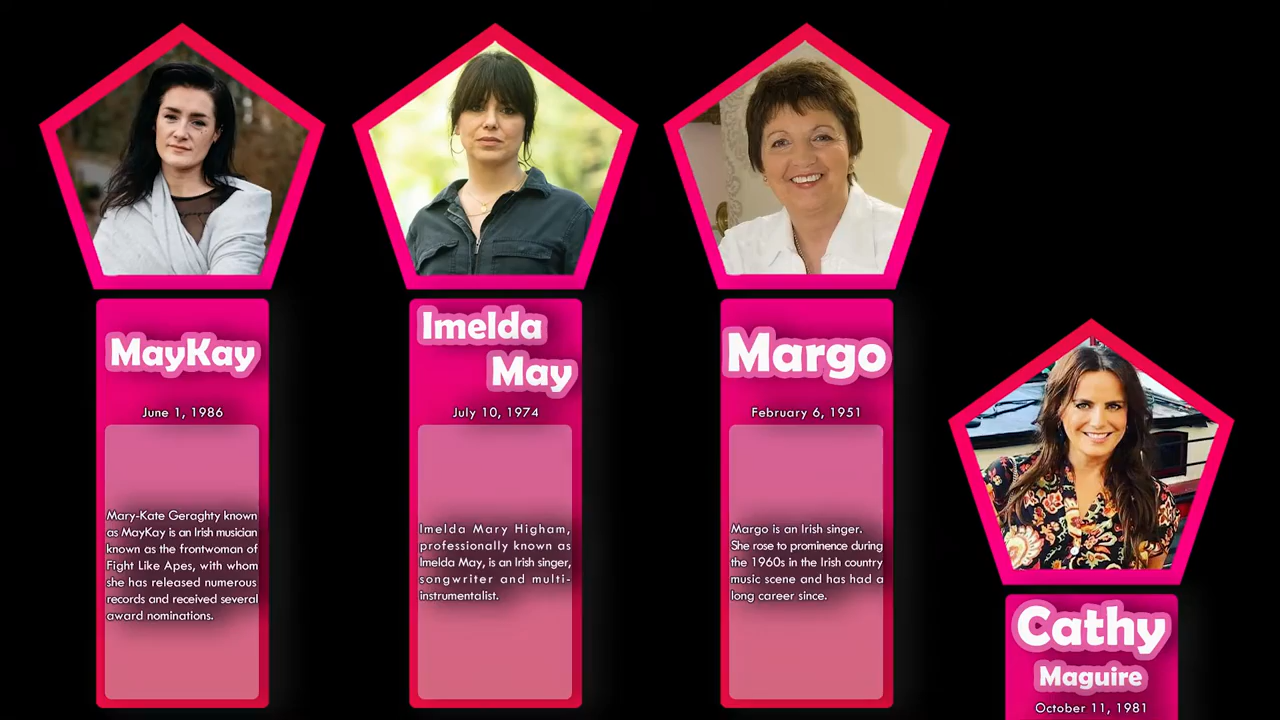 MayKay
June 1, 1986
Mary-Kate Geraghty known
as MayKay is an Irish musician
known as the frontwoman of
Fight Like Apes, with whom
she has released numerous
records and received several
award nominations.
Imelda
May
July 10, 1974
Imelda Mary Higham,
professionally known as
Imelda May, is an Irish singer,
songwriter and multi-
instrumentalist.
Margo
February 6, 1951
Margo is an Irish singer.
She rose to prominence during
the 1960s in the Irish country
music scene and has had a
long career since.
Cathy
Maguire
October 11, 1981